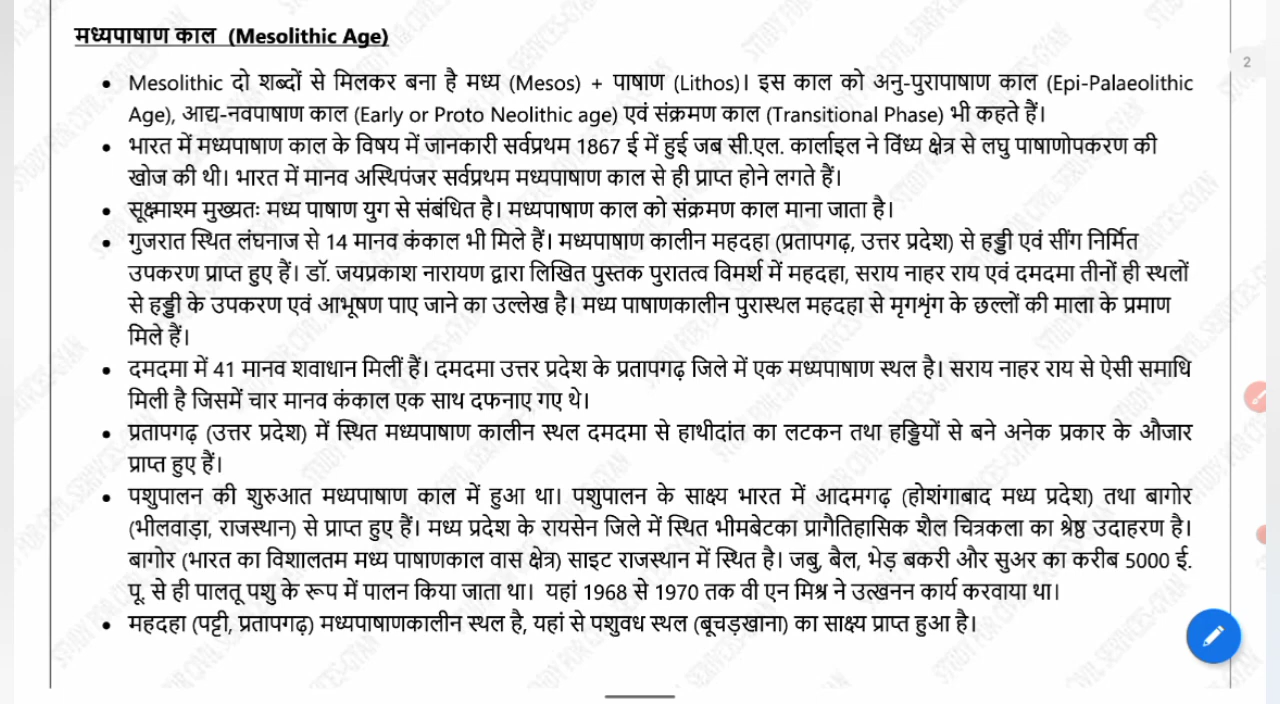 मध्यपाषाण काल (Mesolithic Age)
2
• Mesolithic दो शब्दों से मिलकर बना है मध्य (Mesos) + पाषाण (Lithos)। इस काल को अनु-पुरापाषाण काल (Epi-Palaeolithic
Age), आद्य-नवपाषाण काल (Early or Proto Neolithic age) एवं संक्रमण काल (Transitional Phase) भी कहते हैं।
• भारत में मध्यपाषाण काल के विषय में जानकारी सर्वप्रथम 1867 ई में हुई जब सी.एल. कार्लाइल ने विंध्य क्षेत्र से लघु पाषाणोपकरण की
खोज की थी। भारत में मानव अस्थिपंजर सर्वप्रथम मध्यपाषाण काल से ही प्राप्त होने लगते हैं।
• सूक्ष्माश्म मुख्यतः मध्य पाषाण युग से संबंधित है। मध्यपाषाण काल को संक्रमण काल माना जाता है।
• गुजरात स्थित लंघनाज से 14 मानव कंकाल भी मिले हैं। मध्यपाषाण कालीन महदहा (प्रतापगढ़, उत्तर प्रदेश) से हड्डी एवं सींग निर्मित
उपकरण प्राप्त हुए हैं। डॉ. जयप्रकाश नारायण द्वारा लिखित पुस्तक पुरातत्व विमर्श में महदहा, सराय नाहर राय एवं दमदमा तीनों ही स्थलों
से हड्डी के उपकरण एवं आभूषण पाए जाने का उल्लेख है। मध्य पाषाणकालीन पुरास्थल महदहा से मृगशृंग के छल्लों की माला के प्रमाण
मिले हैं।
• दमदमा में 41 मानव शवाधान मिलीं हैं। दमदमा उत्तर प्रदेश के प्रतापगढ़ जिले में एक मध्यपाषाण स्थल है। सराय नाहर राय से ऐसी समाधि
मिली है जिसमें चार मानव कंकाल एक साथ दफनाए गए थे।
• प्रतापगढ़ (उत्तर प्रदेश) में स्थित मध्यपाषाण कालीन स्थल दमदमा से हाथीदांत का लटकन तथा हड्डियों से बने अनेक प्रकार के औजार
प्राप्त हुए हैं।
• पशुपालन की शुरुआत मध्यपाषाण काल में हुआ था। पशुपालन के साक्ष्य भारत में आदमगढ़ (होशंगाबाद मध्य प्रदेश) तथा बागोर
(भीलवाड़ा, राजस्थान) से प्राप्त हुए हैं। मध्य प्रदेश के रायसेन जिले में स्थित भीमबेटका प्रागैतिहासिक शैल चित्रकला का श्रेष्ठ उदाहरण है।
बागोर (भारत का विशालतम मध्य पाषाणकाल वास क्षेत्र) साइट राजस्थान में स्थित है। जबु, बैल, भेड़ बकरी और सुअर का करीब 5000 ई.
पू. से ही पालतू पशु के रूप में पालन किया जाता था। यहां 1968 से 1970 तक वी एन मिश्र ने उत्खनन कार्य करवाया था।
• महदहा (पट्टी, प्रतापगढ़) मध्यपाषाणकालीन स्थल है, यहां से पशुवध स्थल (बूचड़खाना) का साक्ष्य प्राप्त हुआ है।